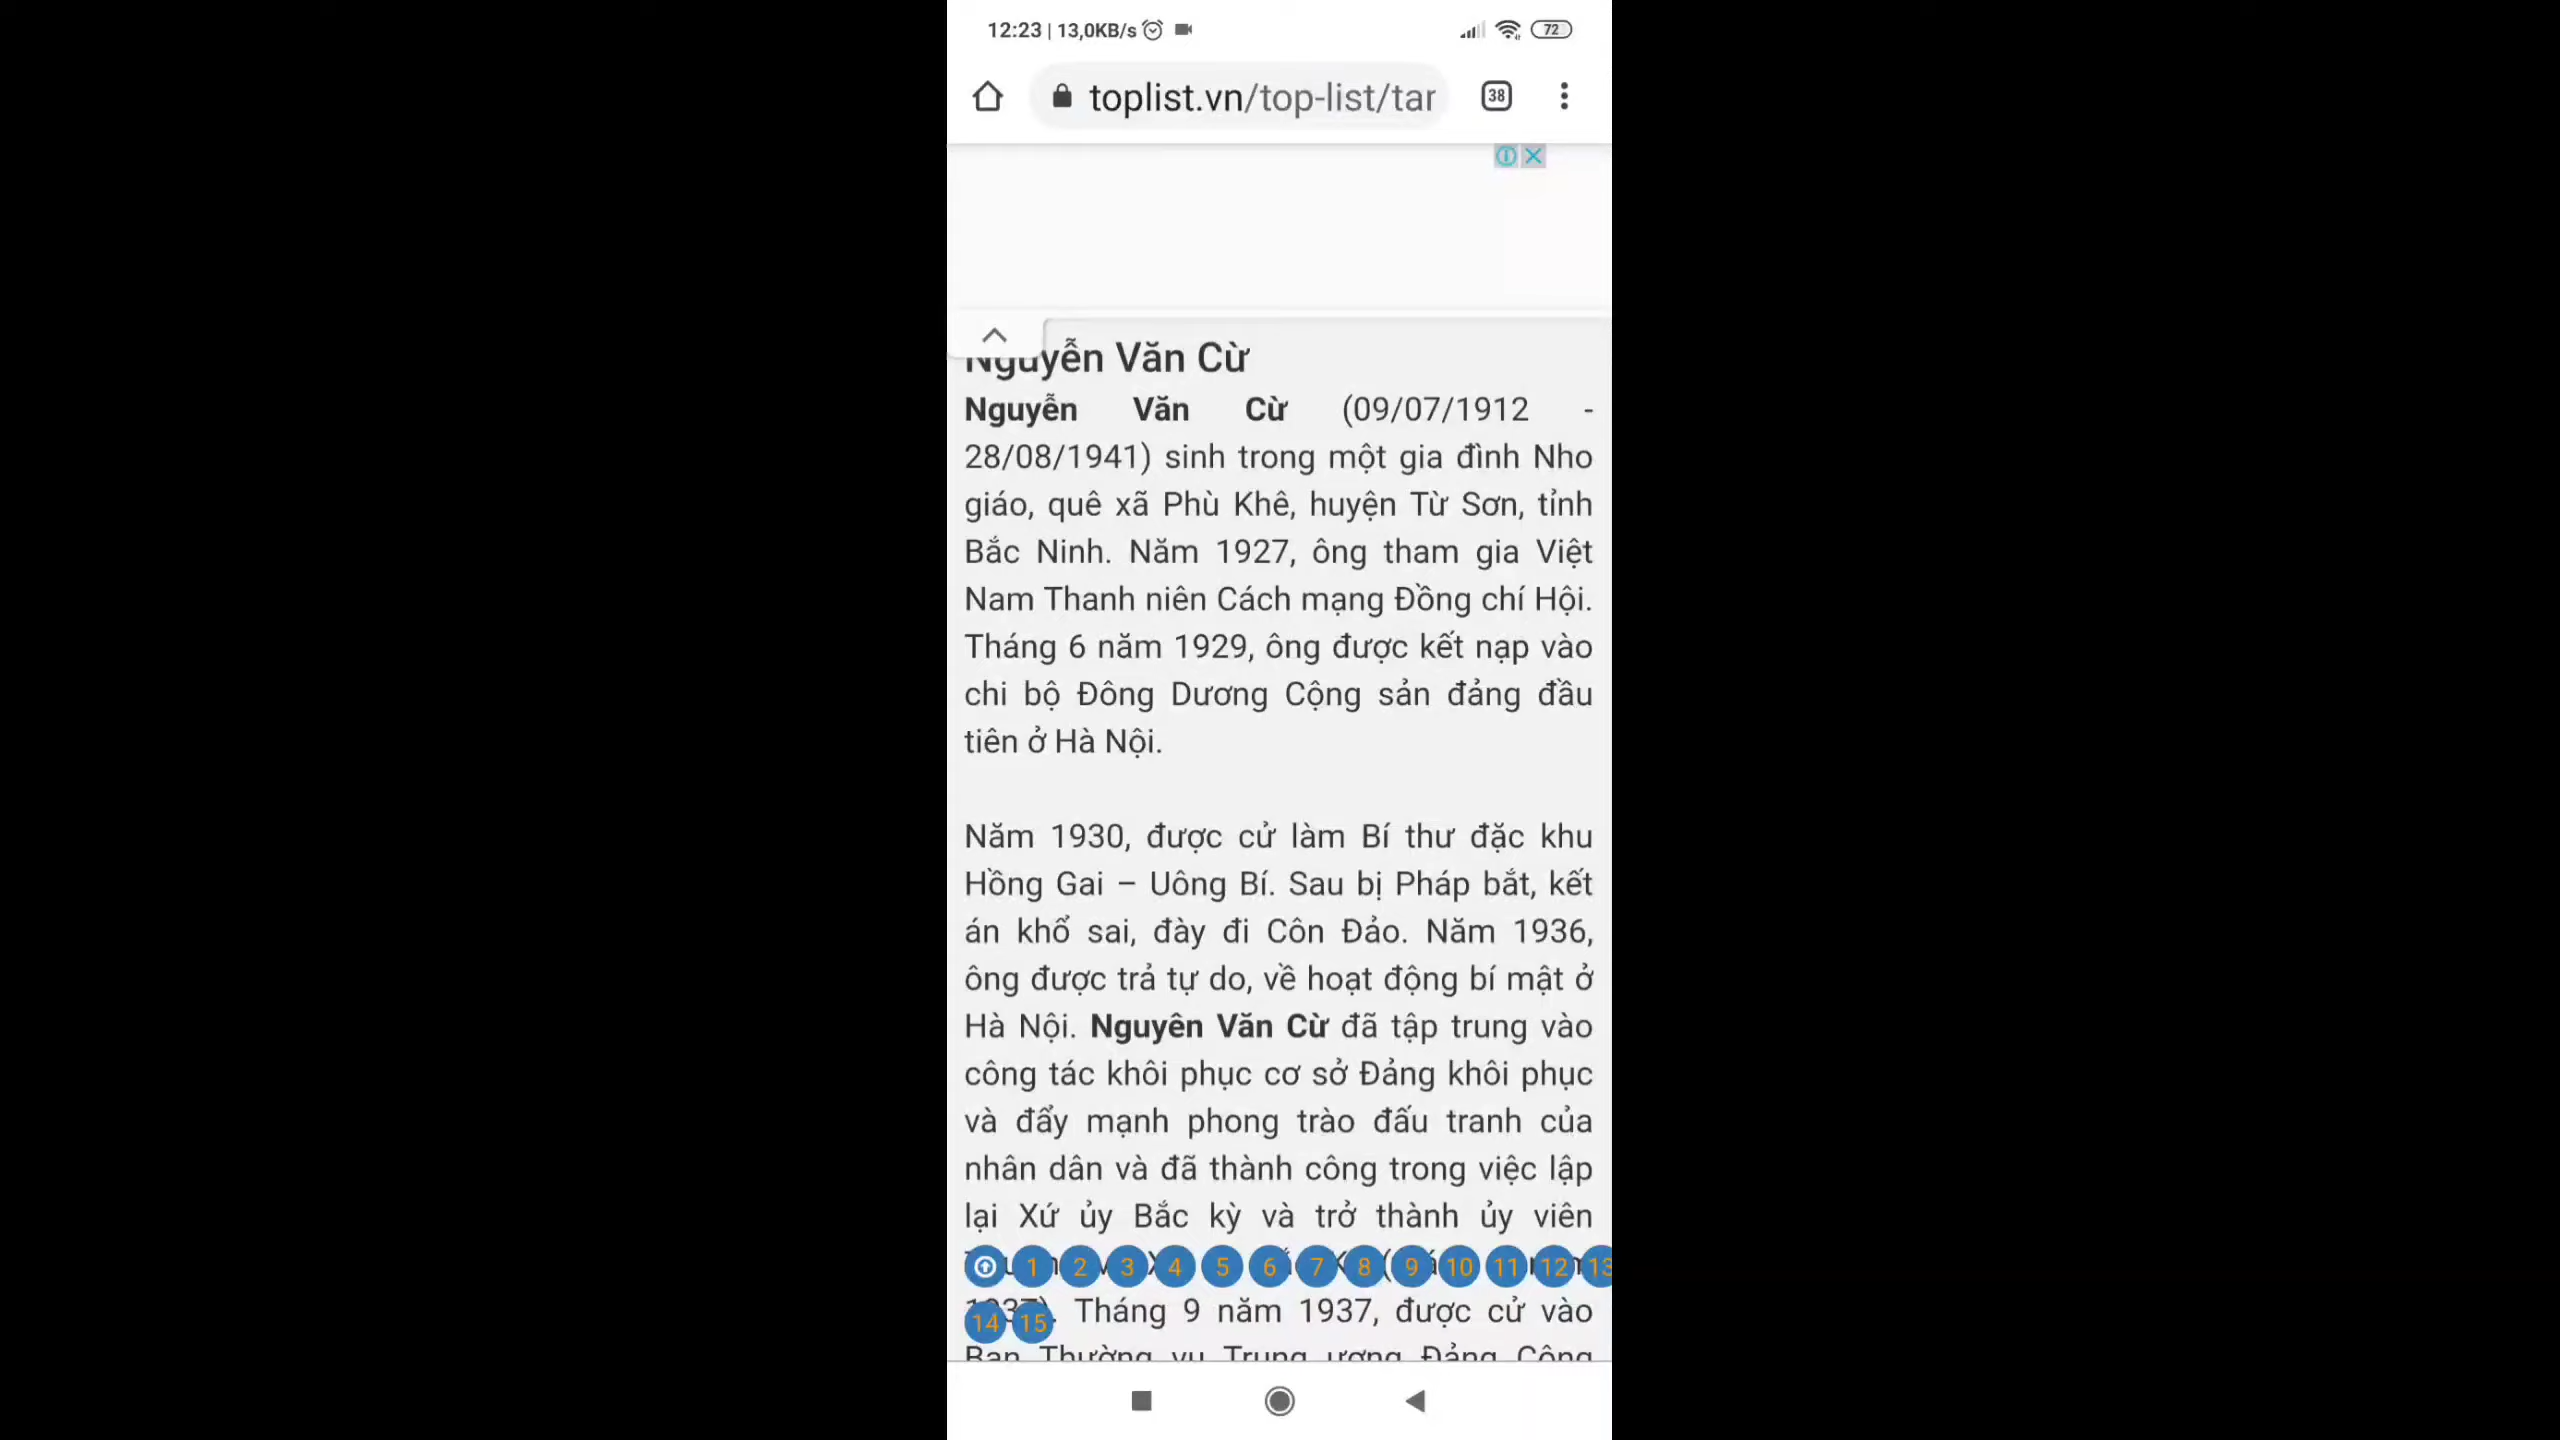 12:23 | 13,0KB/s
72
toplist.vn/top-list/tar
38
Nguyễn Văn Cừ
Nguyễn Văn Cừ (09/07/1912 -
28/08/1941) sinh trong một gia đình Nho
giáo, quê xã Phù Khê, huyện Từ Sơn, tỉnh
Bắc Ninh. Năm 1927, ông tham gia Việt
Nam Thanh niên Cách mạng Đồng chí Hội.
Tháng 6 năm 1929, ông được kết nạp vào
chi bộ Đông Dương Cộng sản đảng đầu
tiên ở Hà Nội.
Năm 1930, được cử làm Bí thư đặc khu
Hồng Gai – Uông Bí. Sau bị Pháp bắt, kết
án khổ sai, đày đi Côn Đảo. Năm 1936,
ông được trả tự do, về hoạt động bí mật ở
Hà Nội. Nguyên Văn Cừ đã tập trung vào
công tác khôi phục cơ sở Đảng khôi phục
và đẩy mạnh phong trào đấu tranh của
nhân dân và đã thành công trong việc lập
lại Xứ ủy Bắc kỳ và trở thành ủy viên
1 2 3 4 5 6 7 8 9 10 11 12 13
Tháng 9 năm 1937, được cử vào
14 15
Ban Thường vụ Trung ương Đảng Cộng